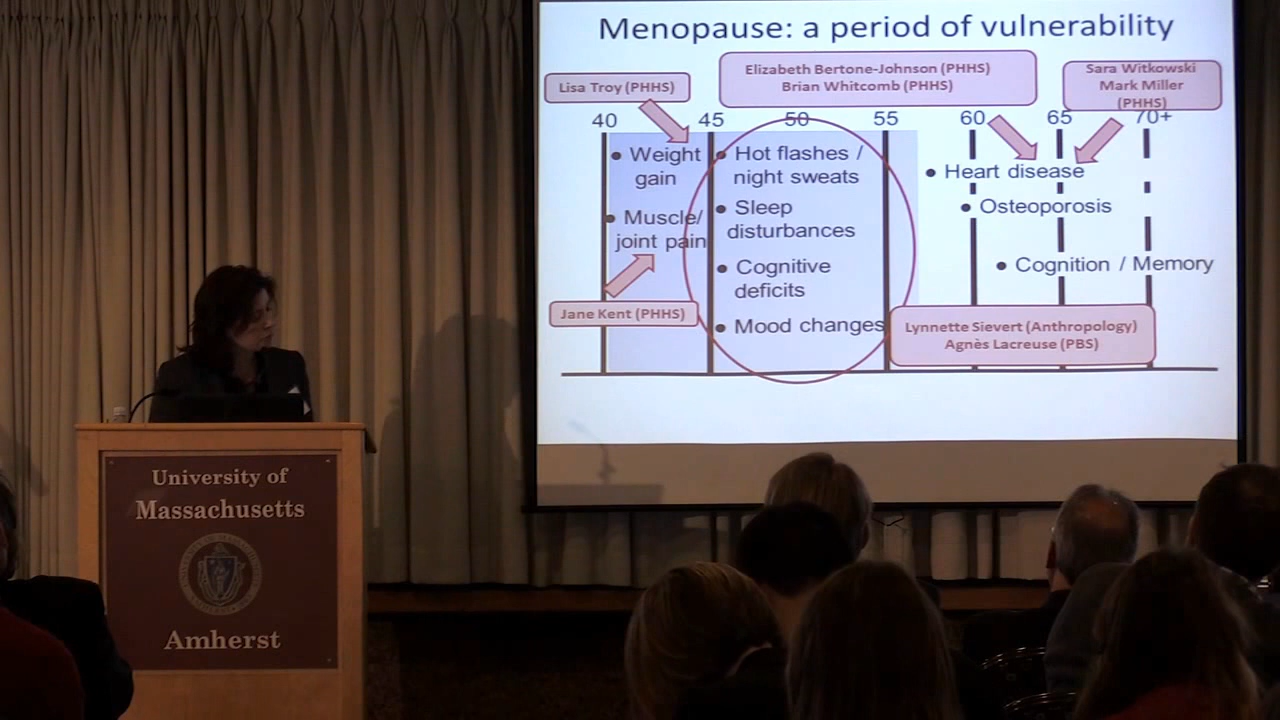 Menopause: a period of vulnerability
Lisa Troy (PHHS)
Elizabeth Bertone-Johnson (PHHS)
Brian Whitcomb (PHHS)
Sara Witkowski
Mark Miller
(PHHS)
40 45 50 55 60 65 70+
• Weight
gain
• Muscle/
joint pain
Jane Kent (PHHS)
• Hot flashes /
night sweats
• Sleep
disturbances
• Cognitive
deficits
• Mood changes
• Heart disease
• Osteoporosis
• Cognition / Memory
Lynnette Sievert (Anthropology)
Agnès Lacreuse (PBS)
University of
Massachusetts
Amherst